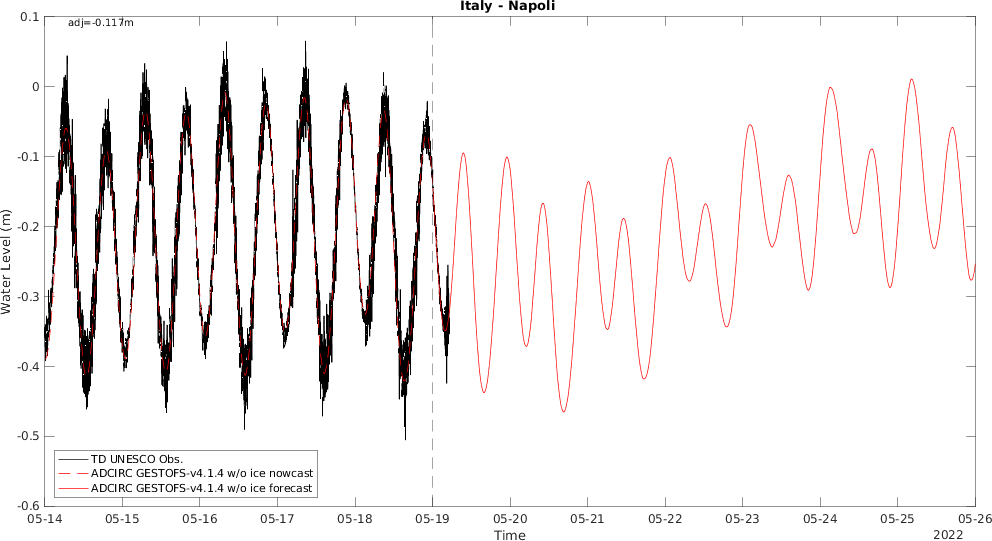 Italy - Napoli
adj=-0.117m
0.1
0
-0.1
-0.2
-0.3
-0.4
-0.5
-0.6
Water Level (m)
TD UNESCO Obs.
ADCIRC GESTOFS-v4.1.4 w/o ice nowcast
ADCIRC GESTOFS-v4.1.4 w/o ice forecast
05-14 05-15 05-16 05-17 05-18 05-19 05-20 05-21 05-22 05-23 05-24 05-25 05-26
Time
2022